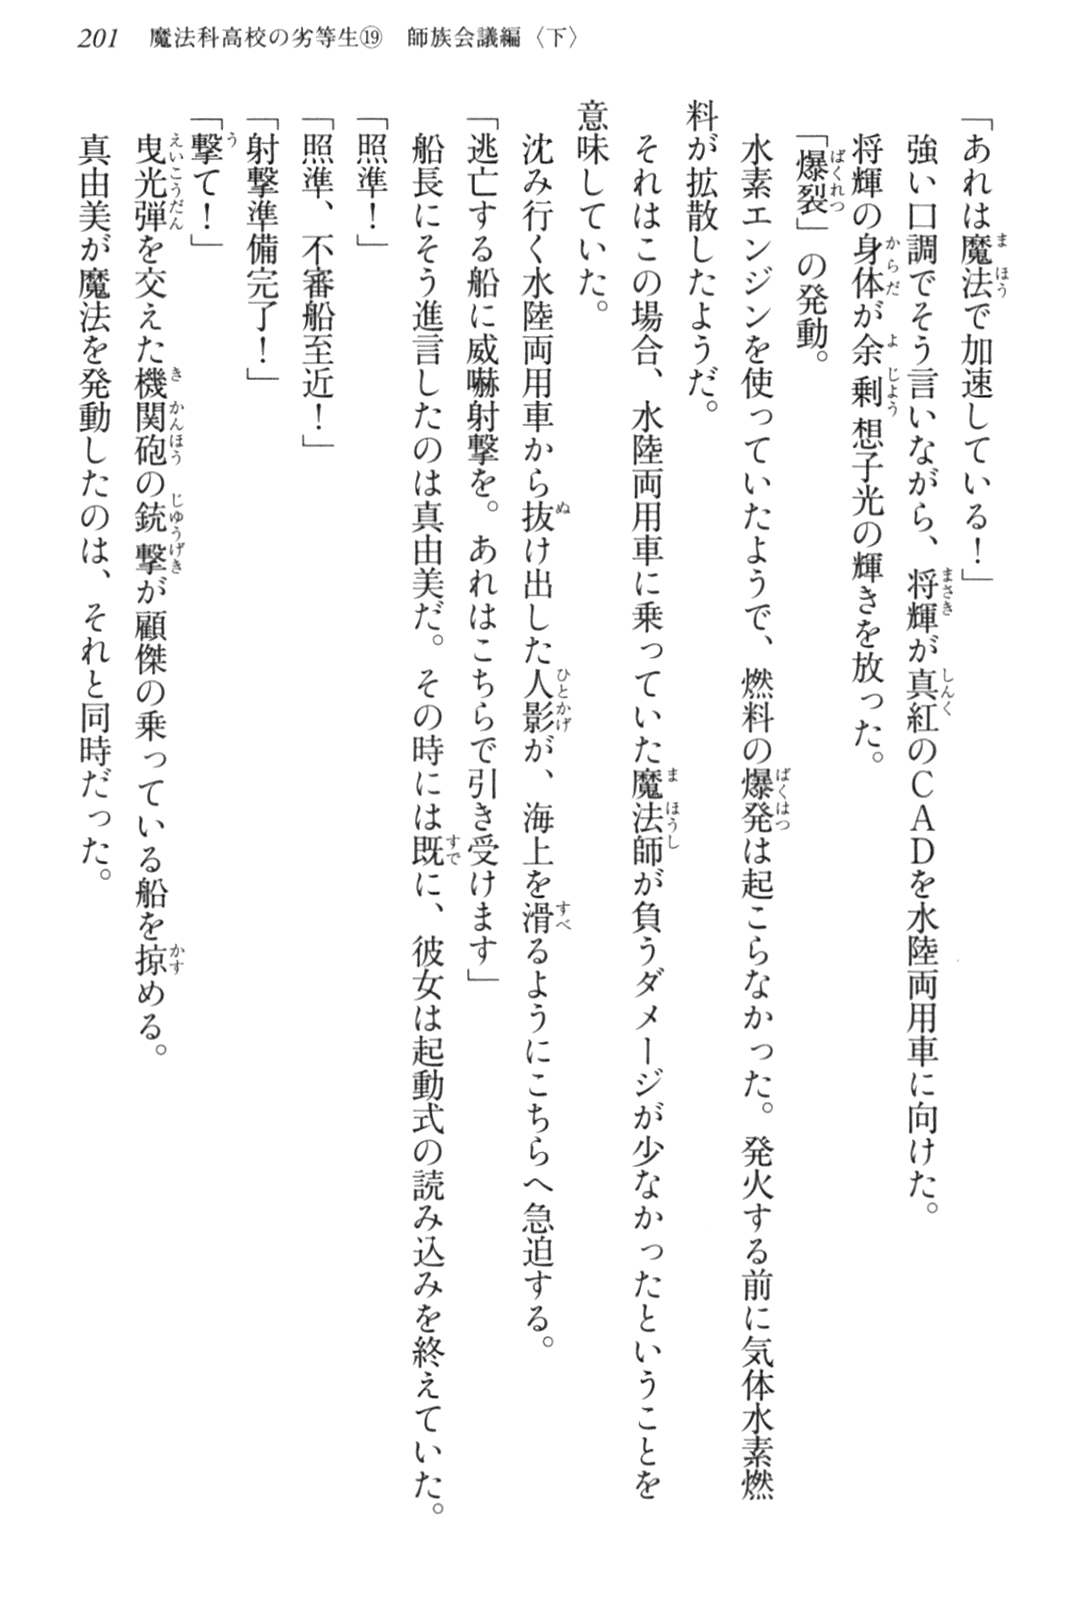 201 魔法科高校の劣等生⑲ 師族会議編〈下〉
「あれは魔法で加速している！」
強い口調でそう言いながら、将輝が真紅のCADを水陸両用車に向けた。
将輝の身体が余剰想子光の輝きを放った。
「爆裂」の発動。
水素エンジンを使っていたようで、燃料の爆発は起こらなかった。発火する前に気体水素燃
料が拡散したようだ。
それはこの場合、水陸両用車に乗っていた魔法師が負うダメージが少なかったということを
意味していた。
沈み行く水陸両用車から抜け出した人影が、海上を滑るようにこちらへ急迫する。
「逃亡する船に威嚇射撃を。あれはこちらで引き受けます」
船長にそう進言したのは真由美だ。その時には既に、彼女は起動式の読み込みを終えていた。
「照準！」
「照準、不審船至近！」
「射撃準備完了！」
「撃て！」
曳光弾を交えた機関砲の銃撃が顧傑の乗っている船を掠める。
真由美が魔法を発動したのは、それと同時だった。